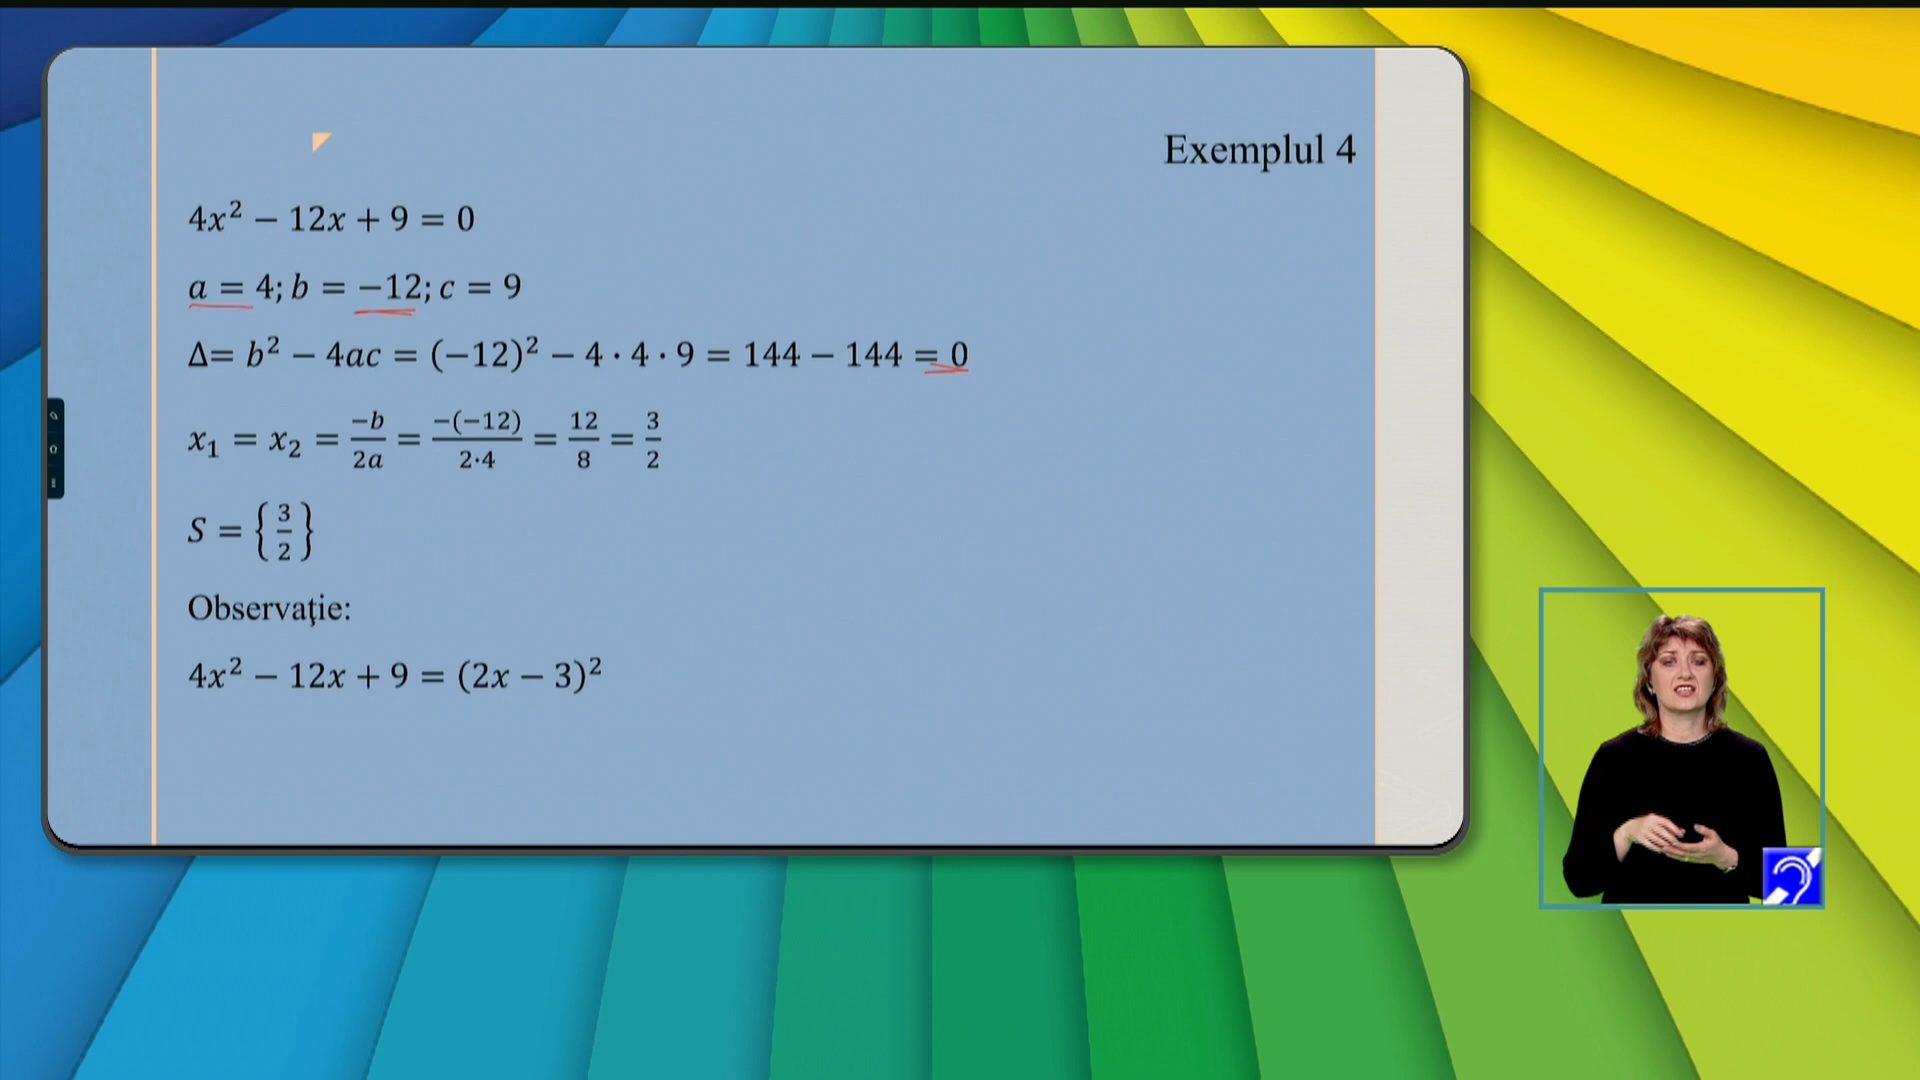 Exemplul 4
4x² − 12x + 9 = 0
a = 4; b = −12; c = 9
Δ= b² − 4ac = (−12)² − 4 · 4 · 9 = 144 − 144 = 0
x₁ = x₂ = −b/2a = −(−12)/2·4 = 12/8 = 3/2
S = {3/2}
Observaţie:
4x² − 12x + 9 = (2x − 3)²